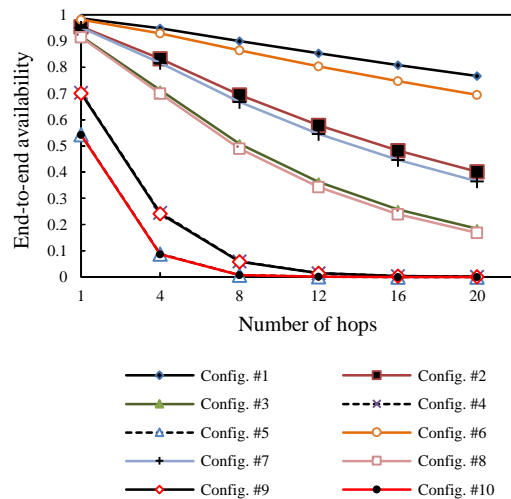 End-to-end availability
1
0.9
0.8
0.7
0.6
0.5
0.4
0.3
0.2
0.1
0
1 4 8 12 16 20
Number of hops
Config. #1 Config. #2
Config. #3 Config. #4
Config. #5 Config. #6
Config. #7 Config. #8
Config. #9 Config. #10